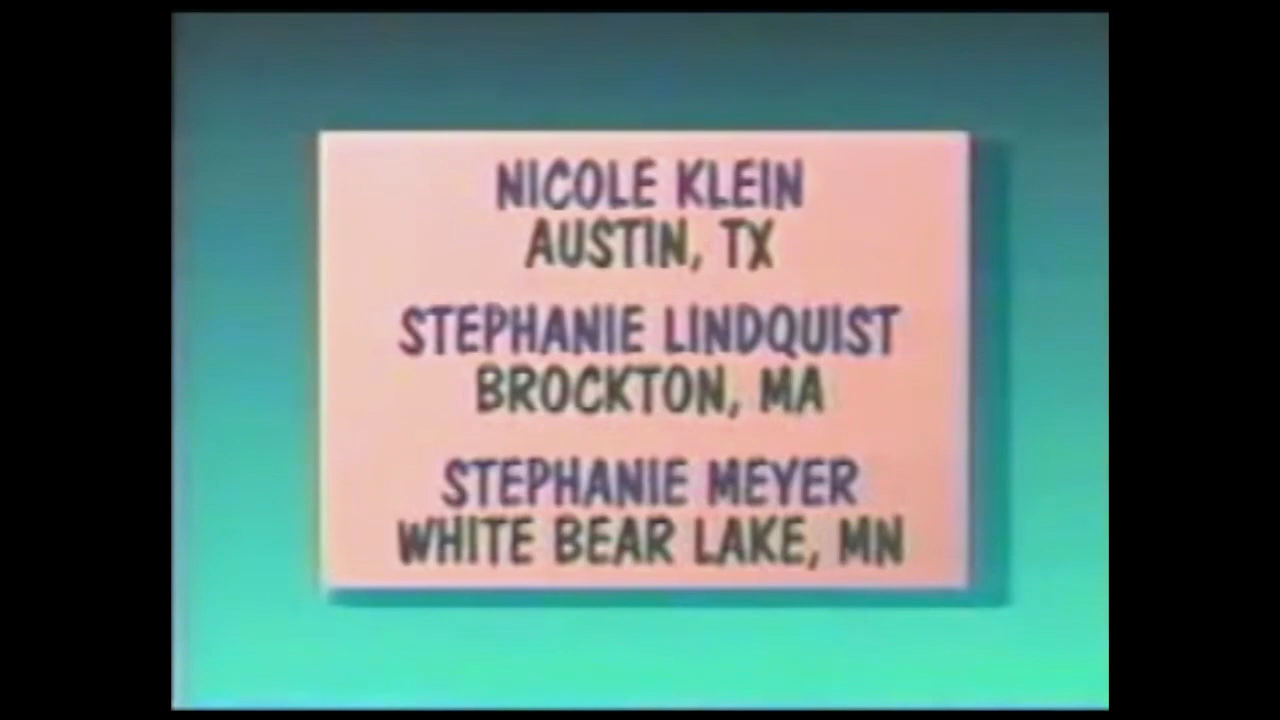 NICOLE KLEIN
AUSTIN, TX
STEPHANIE LINDQUIST
BROCKTON, MA
STEPHANIE MEYER
WHITE BEAR LAKE, MN